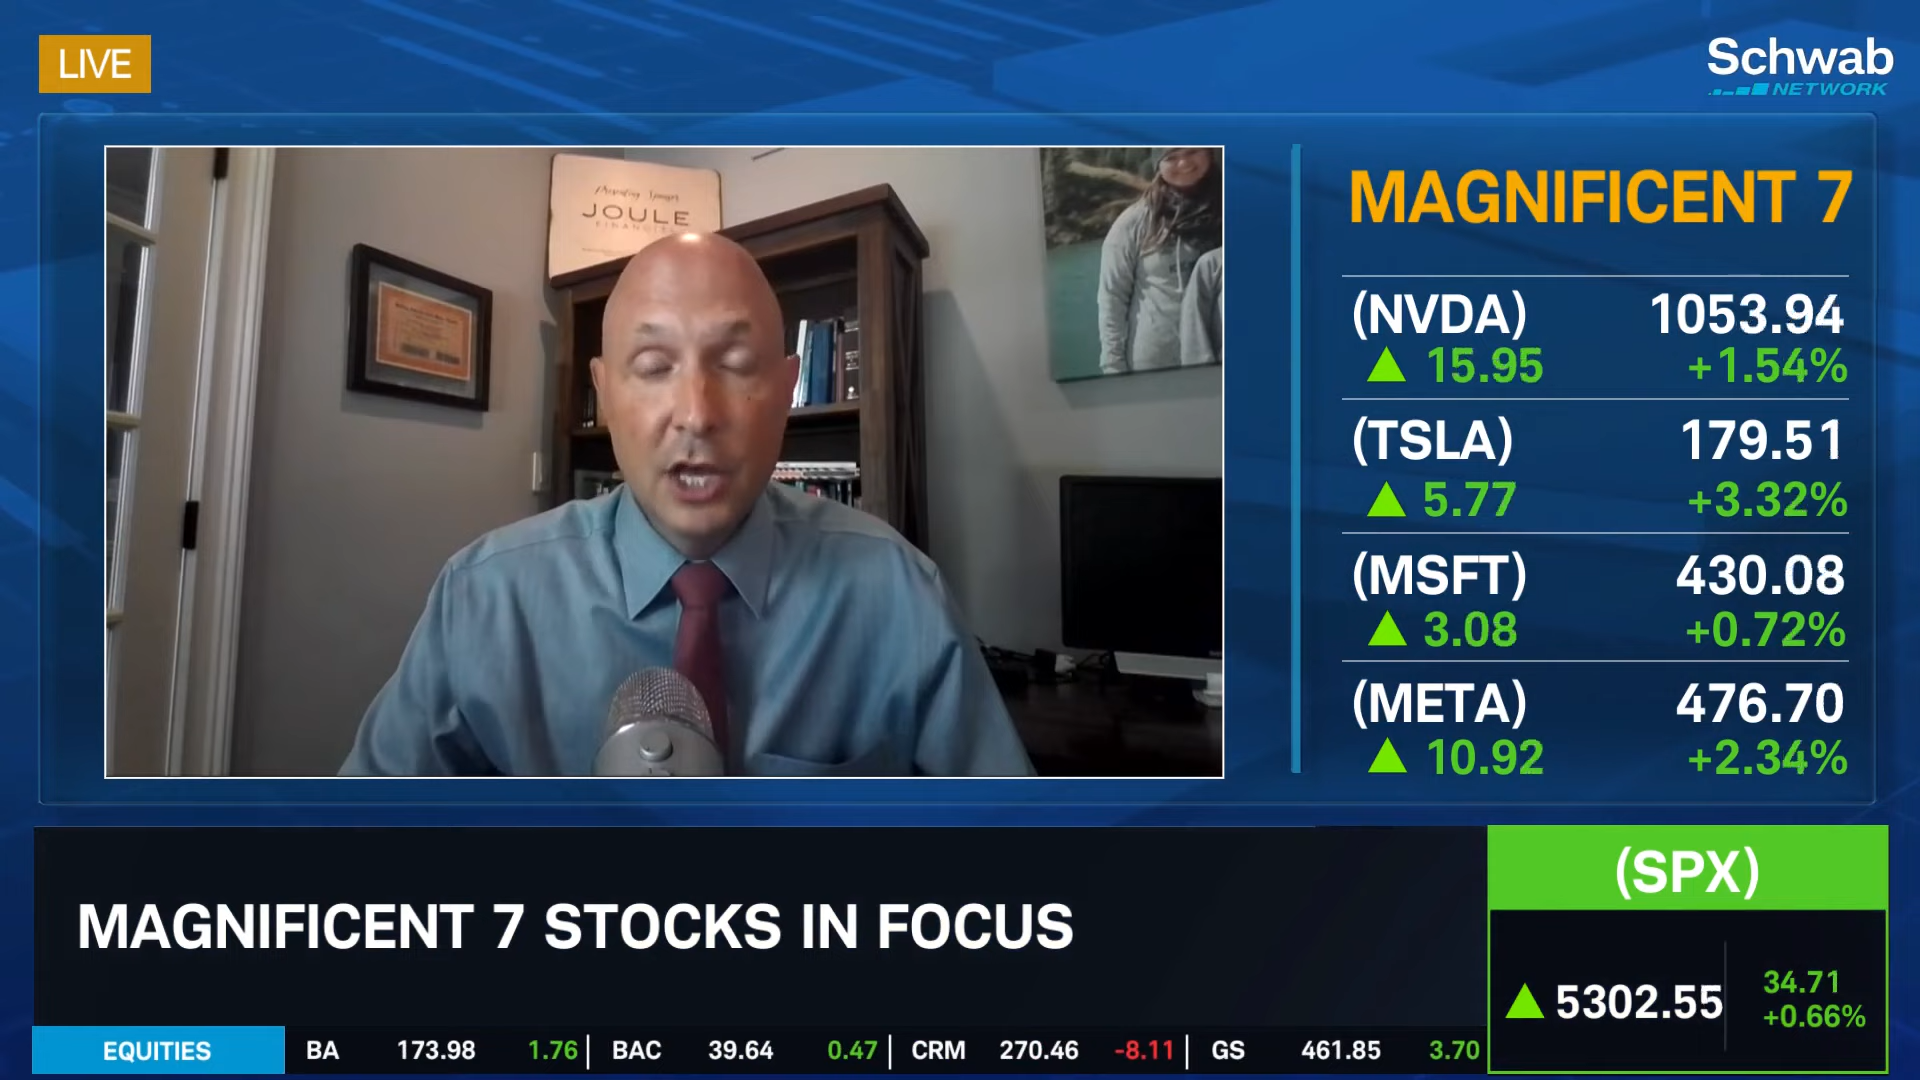 LIVE
Schwab
NETWORK
JOULE
FINANCIAL
MAGNIFICENT 7
(NVDA) 1053.94
▲ 15.95 +1.54%
(TSLA) 179.51
▲ 5.77 +3.32%
(MSFT) 430.08
▲ 3.08 +0.72%
(META) 476.70
▲ 10.92 +2.34%
MAGNIFICENT 7 STOCKS IN FOCUS
(SPX)
▲ 5302.55
34.71
+0.66%
EQUITIES
BA 173.98 1.76 | BAC 39.64 0.47 | CRM 270.46 -8.11 | GS 461.85 3.70